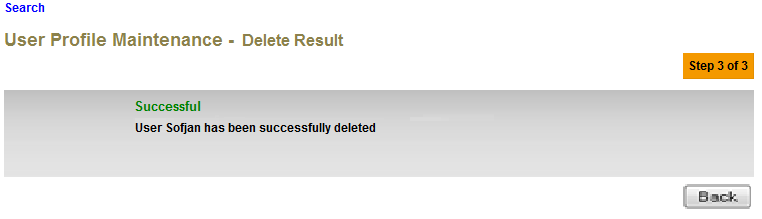 Search
User Profile Maintenance - Delete Result
Step 3 of 3
Successful
User Sofjan has been successfully deleted
Back